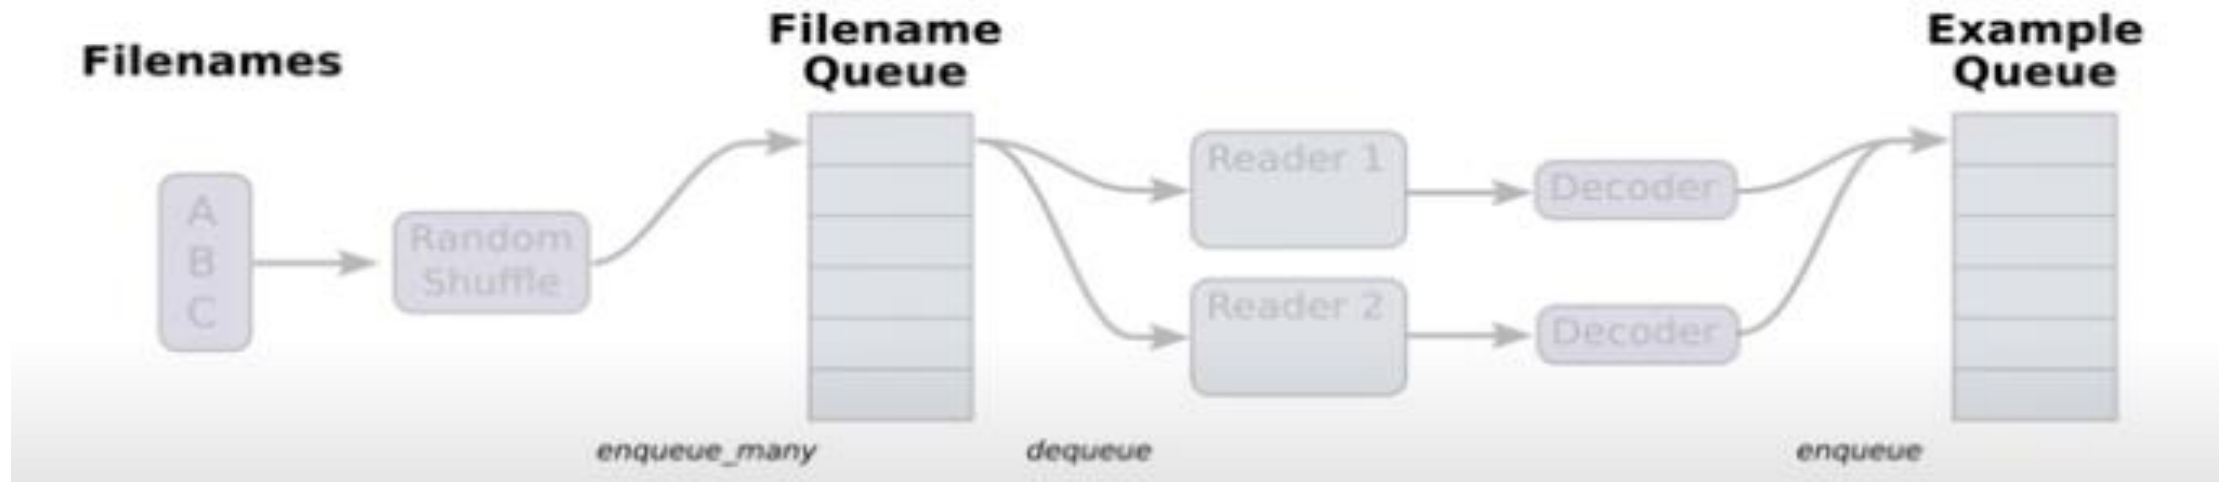 Filenames
Filename
Queue
Example
Queue
A
B
C
Random
Shuffle
Reader 1
Decoder
Reader 2
Decoder
enqueue_many
dequeue
enqueue